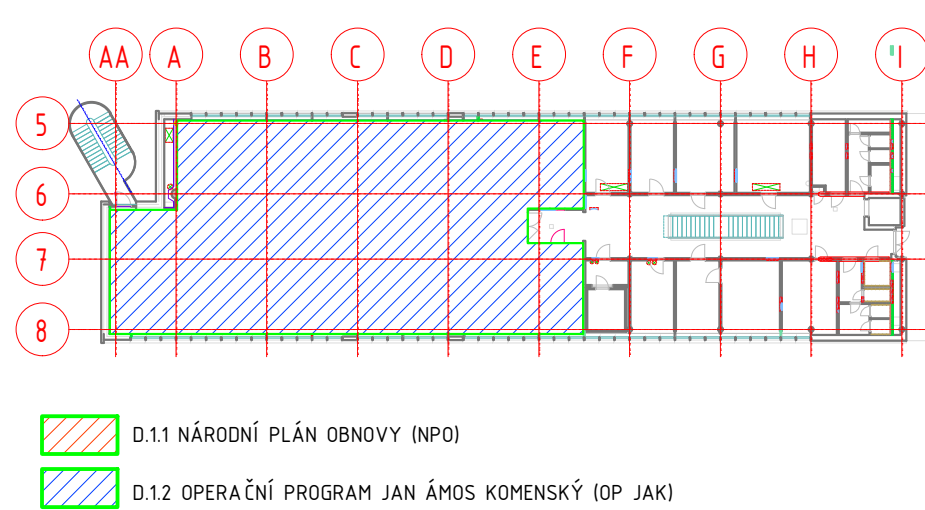 AA A B C D E F G H I
5
6
7
8
D.1.1 NÁRODNÍ PLÁN OBNOVY (NPO)
D.1.2 OPERAČNÍ PROGRAM JAN ÁMOS KOMENSKÝ (OP JAK)